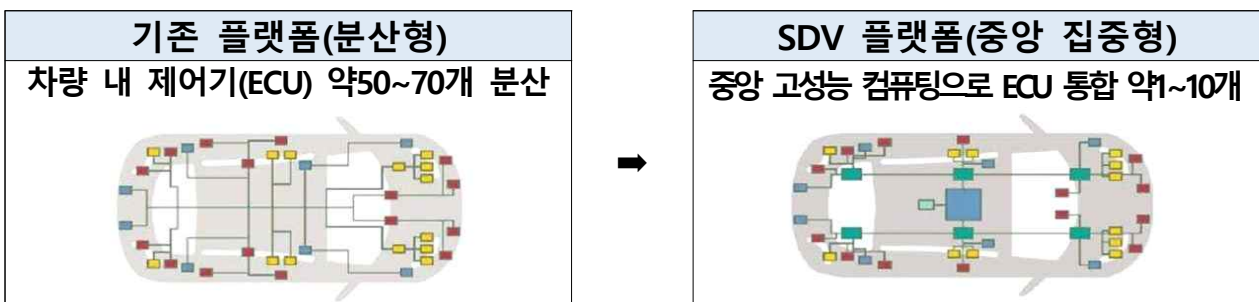 기존 플랫폼(분산형)
차량 내 제어기(ECU) 약50~70개 분산
➡
SDV 플랫폼(중앙 집중형)
중앙 고성능 컴퓨팅으로 ECU 통합 약1~10개